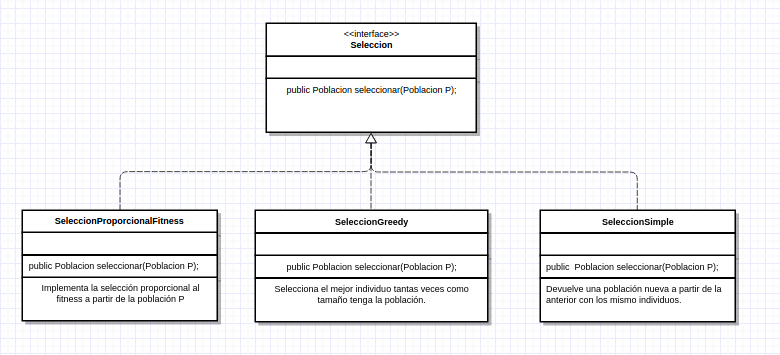 <<interface>>
Seleccion
public Poblacion seleccionar(Poblacion P);
SeleccionProporcionalFitness
public Poblacion seleccionar(Poblacion P);
Implementa la selección proporcional al
fitness a partir de la población P
SeleccionGreedy
public Poblacion seleccionar(Poblacion P);
Selecciona el mejor individuo tantas veces como
tamaño tenga la población.
SeleccionSimple
public  Poblacion seleccionar(Poblacion P);
Devuelve una población nueva a partir de la
anterior con los mismo individuos.